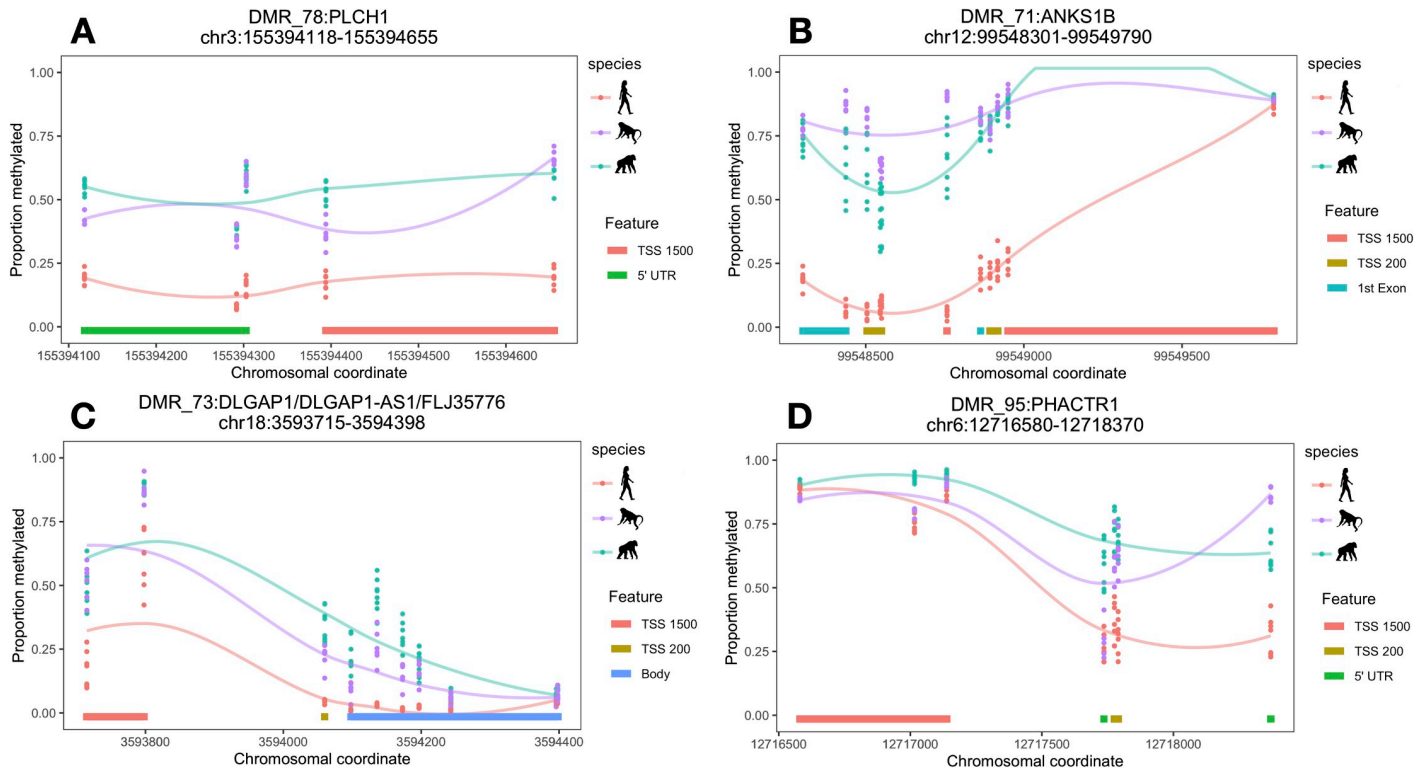 A
DMR_78:PLCH1
chr3:155394118-155394655
Proportion methylated
1.00
0.75
0.50
0.25
0.00
155394100 155394200 155394300 155394400 155394500 155394600
Chromosomal coordinate
species
Feature
TSS 1500
5' UTR
B
DMR_71:ANKS1B
chr12:99548301-99549790
Proportion methylated
1.00
0.75
0.50
0.25
0.00
99548500 99549000 99549500
Chromosomal coordinate
species
Feature
TSS 1500
TSS 200
1st Exon
C
DMR_73:DLGAP1/DLGAP1-AS1/FLJ35776
chr18:3593715-3594398
Proportion methylated
1.00
0.75
0.50
0.25
0.00
3593800 3594000 3594200 3594400
Chromosomal coordinate
species
Feature
TSS 1500
TSS 200
Body
D
DMR_95:PHACTR1
chr6:12716580-12718370
Proportion methylated
1.00
0.75
0.50
0.25
0.00
12716500 12717000 12717500 12718000
Chromosomal coordinate
species
Feature
TSS 1500
TSS 200
5' UTR